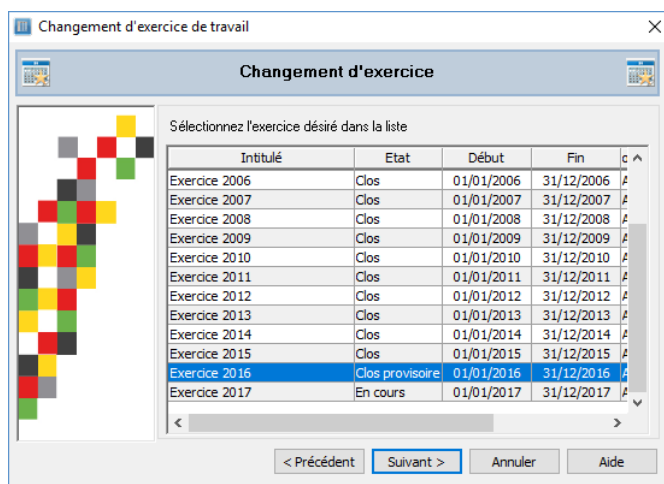 Changement d'exercice de travail
Changement d'exercice
Sélectionnez l'exercice désiré dans la liste
Intitulé Etat Début Fin
Exercice 2006 Clos 01/01/2006 31/12/2006 A
Exercice 2007 Clos 01/01/2007 31/12/2007 A
Exercice 2008 Clos 01/01/2008 31/12/2008 A
Exercice 2009 Clos 01/01/2009 31/12/2009 A
Exercice 2010 Clos 01/01/2010 31/12/2010 A
Exercice 2011 Clos 01/01/2011 31/12/2011 A
Exercice 2012 Clos 01/01/2012 31/12/2012 A
Exercice 2013 Clos 01/01/2013 31/12/2013 A
Exercice 2014 Clos 01/01/2014 31/12/2014 A
Exercice 2015 Clos 01/01/2015 31/12/2015 A
Exercice 2016 Clos provisoire 01/01/2016 31/12/2016 A
Exercice 2017 En cours 01/01/2017 31/12/2017 A
< Précédent Suivant > Annuler Aide